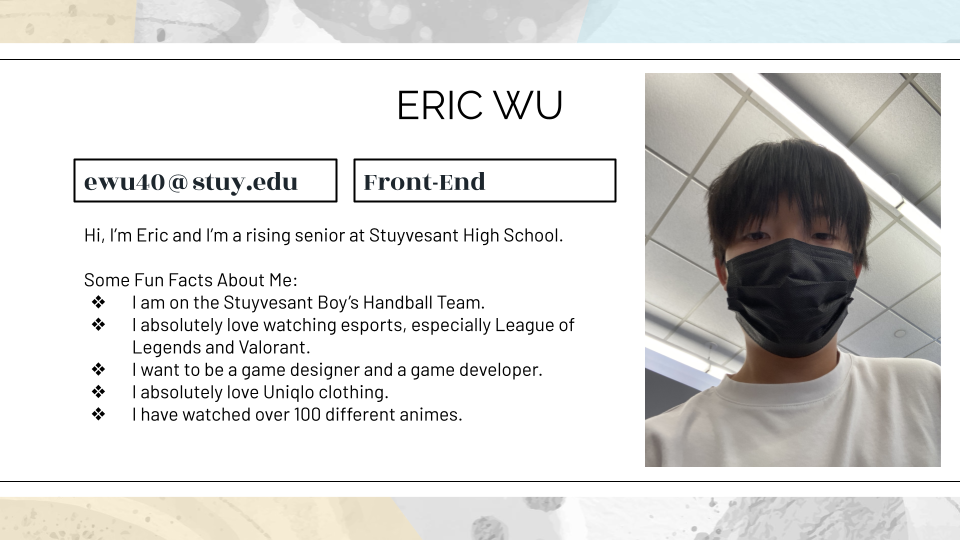 ERIC WU
ewu40@stuy.edu
Front-End
Hi, I’m Eric and I’m a rising senior at Stuyvesant High School.
Some Fun Facts About Me:
❖ I am on the Stuyvesant Boy’s Handball Team.
❖ I absolutely love watching esports, especially League of
Legends and Valorant.
❖ I want to be a game designer and a game developer.
❖ I absolutely love Uniqlo clothing.
❖ I have watched over 100 different animes.